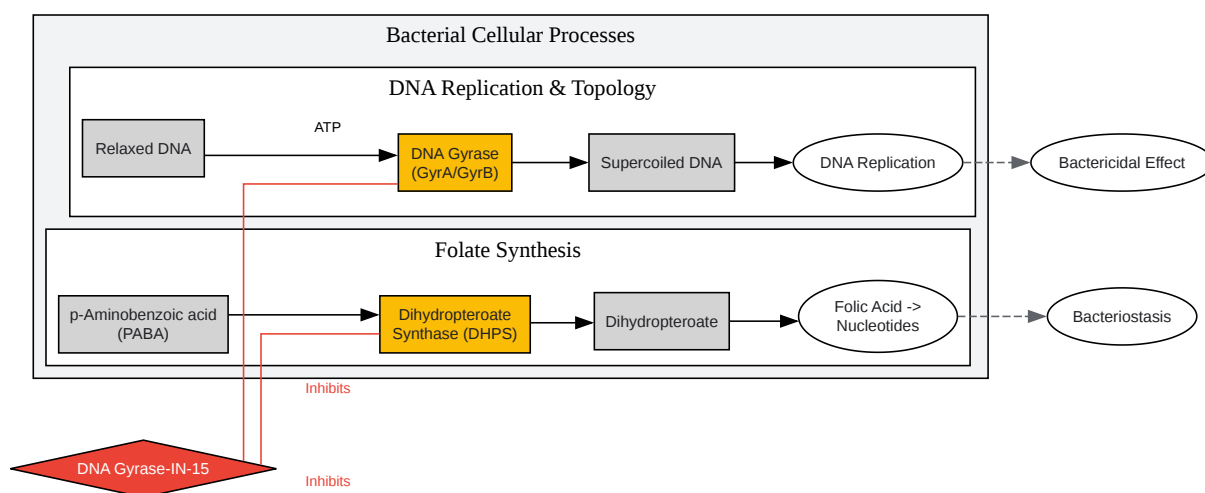 Bacterial Cellular Processes
DNA Replication & Topology
Relaxed DNA
ATP
DNA Gyrase
(GyrA/GyrB)
Supercoiled DNA
DNA Replication
Bactericidal Effect
Folate Synthesis
p-Aminobenzoic acid
(PABA)
Dihydropteroate
Synthase (DHPS)
Dihydropteroate
Folic Acid ->
Nucleotides
Bacteriostasis
Inhibits
DNA Gyrase-IN-15
Inhibits